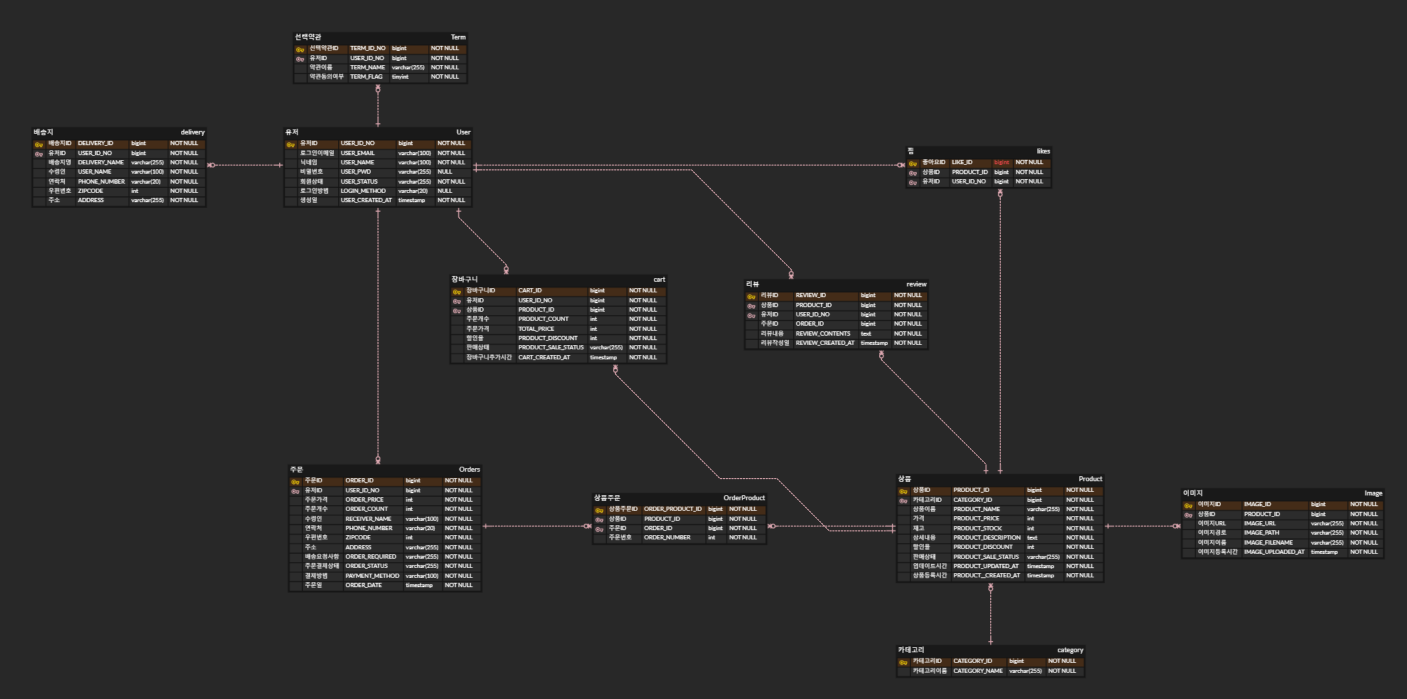 선택약관 Term
선택약관ID TERM_ID_NO bigint NOT NULL
유저ID USER_ID_NO bigint NOT NULL
약관이름 TERM_NAME varchar(255) NOT NULL
약관동의여부 TERM_FLAG tinyint NOT NULL
배송지 delivery
배송지ID DELIVERY_ID bigint NOT NULL
유저ID USER_ID_NO bigint NOT NULL
배송지명 DELIVERY_NAME varchar(255) NOT NULL
수령인 USER_NAME varchar(100) NOT NULL
연락처 PHONE_NUMBER varchar(20) NOT NULL
우편번호 ZIPCODE int NOT NULL
주소 ADDRESS varchar(255) NOT NULL
유저 User
유저ID USER_ID_NO bigint NOT NULL
로그인이메일 USER_EMAIL varchar(100) NOT NULL
닉네임 USER_NAME varchar(100) NOT NULL
비밀번호 USER_PWD varchar(255) NULL
회원상태 USER_STATUS varchar(255) NOT NULL
로그인방법 LOGIN_METHOD varchar(20) NULL
생성일 USER_CREATED_AT timestamp NOT NULL
찜 likes
좋아요ID LIKE_ID bigint NOT NULL
상품ID PRODUCT_ID bigint NOT NULL
유저ID USER_ID_NO bigint NOT NULL
장바구니 cart
장바구니ID CART_ID bigint NOT NULL
유저ID USER_ID_NO bigint NOT NULL
상품ID PRODUCT_ID bigint NOT NULL
주문개수 PRODUCT_COUNT int NOT NULL
주문가격 TOTAL_PRICE int NOT NULL
할인율 PRODUCT_DISCOUNT int NOT NULL
판매상태 PRODUCT_SALE_STATUS varchar(255) NOT NULL
장바구니추가시간 CART_CREATED_AT timestamp NOT NULL
리뷰 review
리뷰ID REVIEW_ID bigint NOT NULL
상품ID PRODUCT_ID bigint NOT NULL
유저ID USER_ID_NO bigint NOT NULL
주문ID ORDER_ID bigint NOT NULL
리뷰내용 REVIEW_CONTENTS text NOT NULL
리뷰작성일 REVIEW_CREATED_AT timestamp NOT NULL
주문 Orders
주문ID ORDER_ID bigint NOT NULL
유저ID USER_ID_NO bigint NOT NULL
주문가격 ORDER_PRICE int NOT NULL
주문개수 ORDER_COUNT int NOT NULL
수령인 RECEIVER_NAME varchar(100) NOT NULL
연락처 PHONE_NUMBER varchar(20) NOT NULL
우편번호 ZIPCODE int NOT NULL
주소 ADDRESS varchar(255) NOT NULL
배송요청사항 ORDER_REQUIRED varchar(255) NOT NULL
주문결제상태 ORDER_STATUS varchar(255) NOT NULL
결제방법 PAYMENT_METHOD varchar(100) NOT NULL
주문일 ORDER_DATE timestamp NOT NULL
상품주문 OrderProduct
상품주문ID ORDER_PRODUCT_ID bigint NOT NULL
상품ID PRODUCT_ID bigint NOT NULL
주문ID ORDER_ID bigint NOT NULL
주문번호 ORDER_NUMBER int NOT NULL
상품 Product
상품ID PRODUCT_ID bigint NOT NULL
카테고리ID CATEGORY_ID bigint NOT NULL
상품이름 PRODUCT_NAME varchar(255) NOT NULL
가격 PRODUCT_PRICE int NOT NULL
재고 PRODUCT_STOCK int NOT NULL
상세내용 PRODUCT_DESCRIPTION text NOT NULL
할인율 PRODUCT_DISCOUNT int NOT NULL
판매상태 PRODUCT_SALE_STATUS varchar(255) NOT NULL
업데이트시간 PRODUCT_UPDATED_AT timestamp NOT NULL
상품등록시간 PRODUCT_CREATED_AT timestamp NOT NULL
이미지 Image
이미지ID IMAGE_ID bigint NOT NULL
상품ID PRODUCT_ID bigint NOT NULL
이미지URL IMAGE_URL varchar(255) NOT NULL
이미지경로 IMAGE_PATH varchar(255) NOT NULL
이미지이름 IMAGE_FILENAME varchar(255) NOT NULL
이미지등록시간 IMAGE_UPLOADED_AT timestamp NOT NULL
카테고리 category
카테고리ID CATEGORY_ID bigint NOT NULL
카테고리이름 CATEGORY_NAME varchar(255) NOT NULL